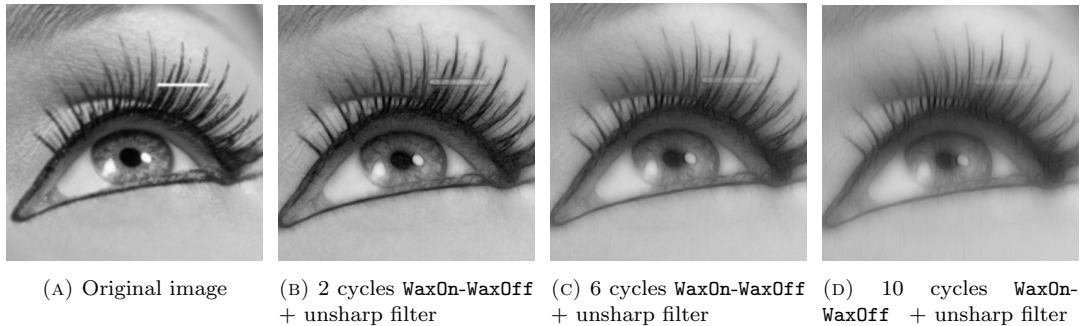 (A) Original image
(B) 2 cycles WaxOn-WaxOff
+ unsharp filter
(C) 6 cycles WaxOn-WaxOff
+ unsharp filter
(D) 10 cycles WaxOn-
WaxOff + unsharp filter